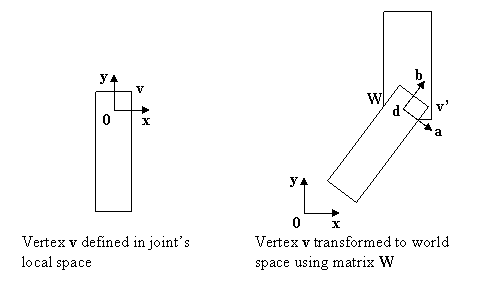 y
v
0
x
b
W
v'
d
a
y
0
x
Vertex v defined in joint's
local space
Vertex v transformed to world
space using matrix W